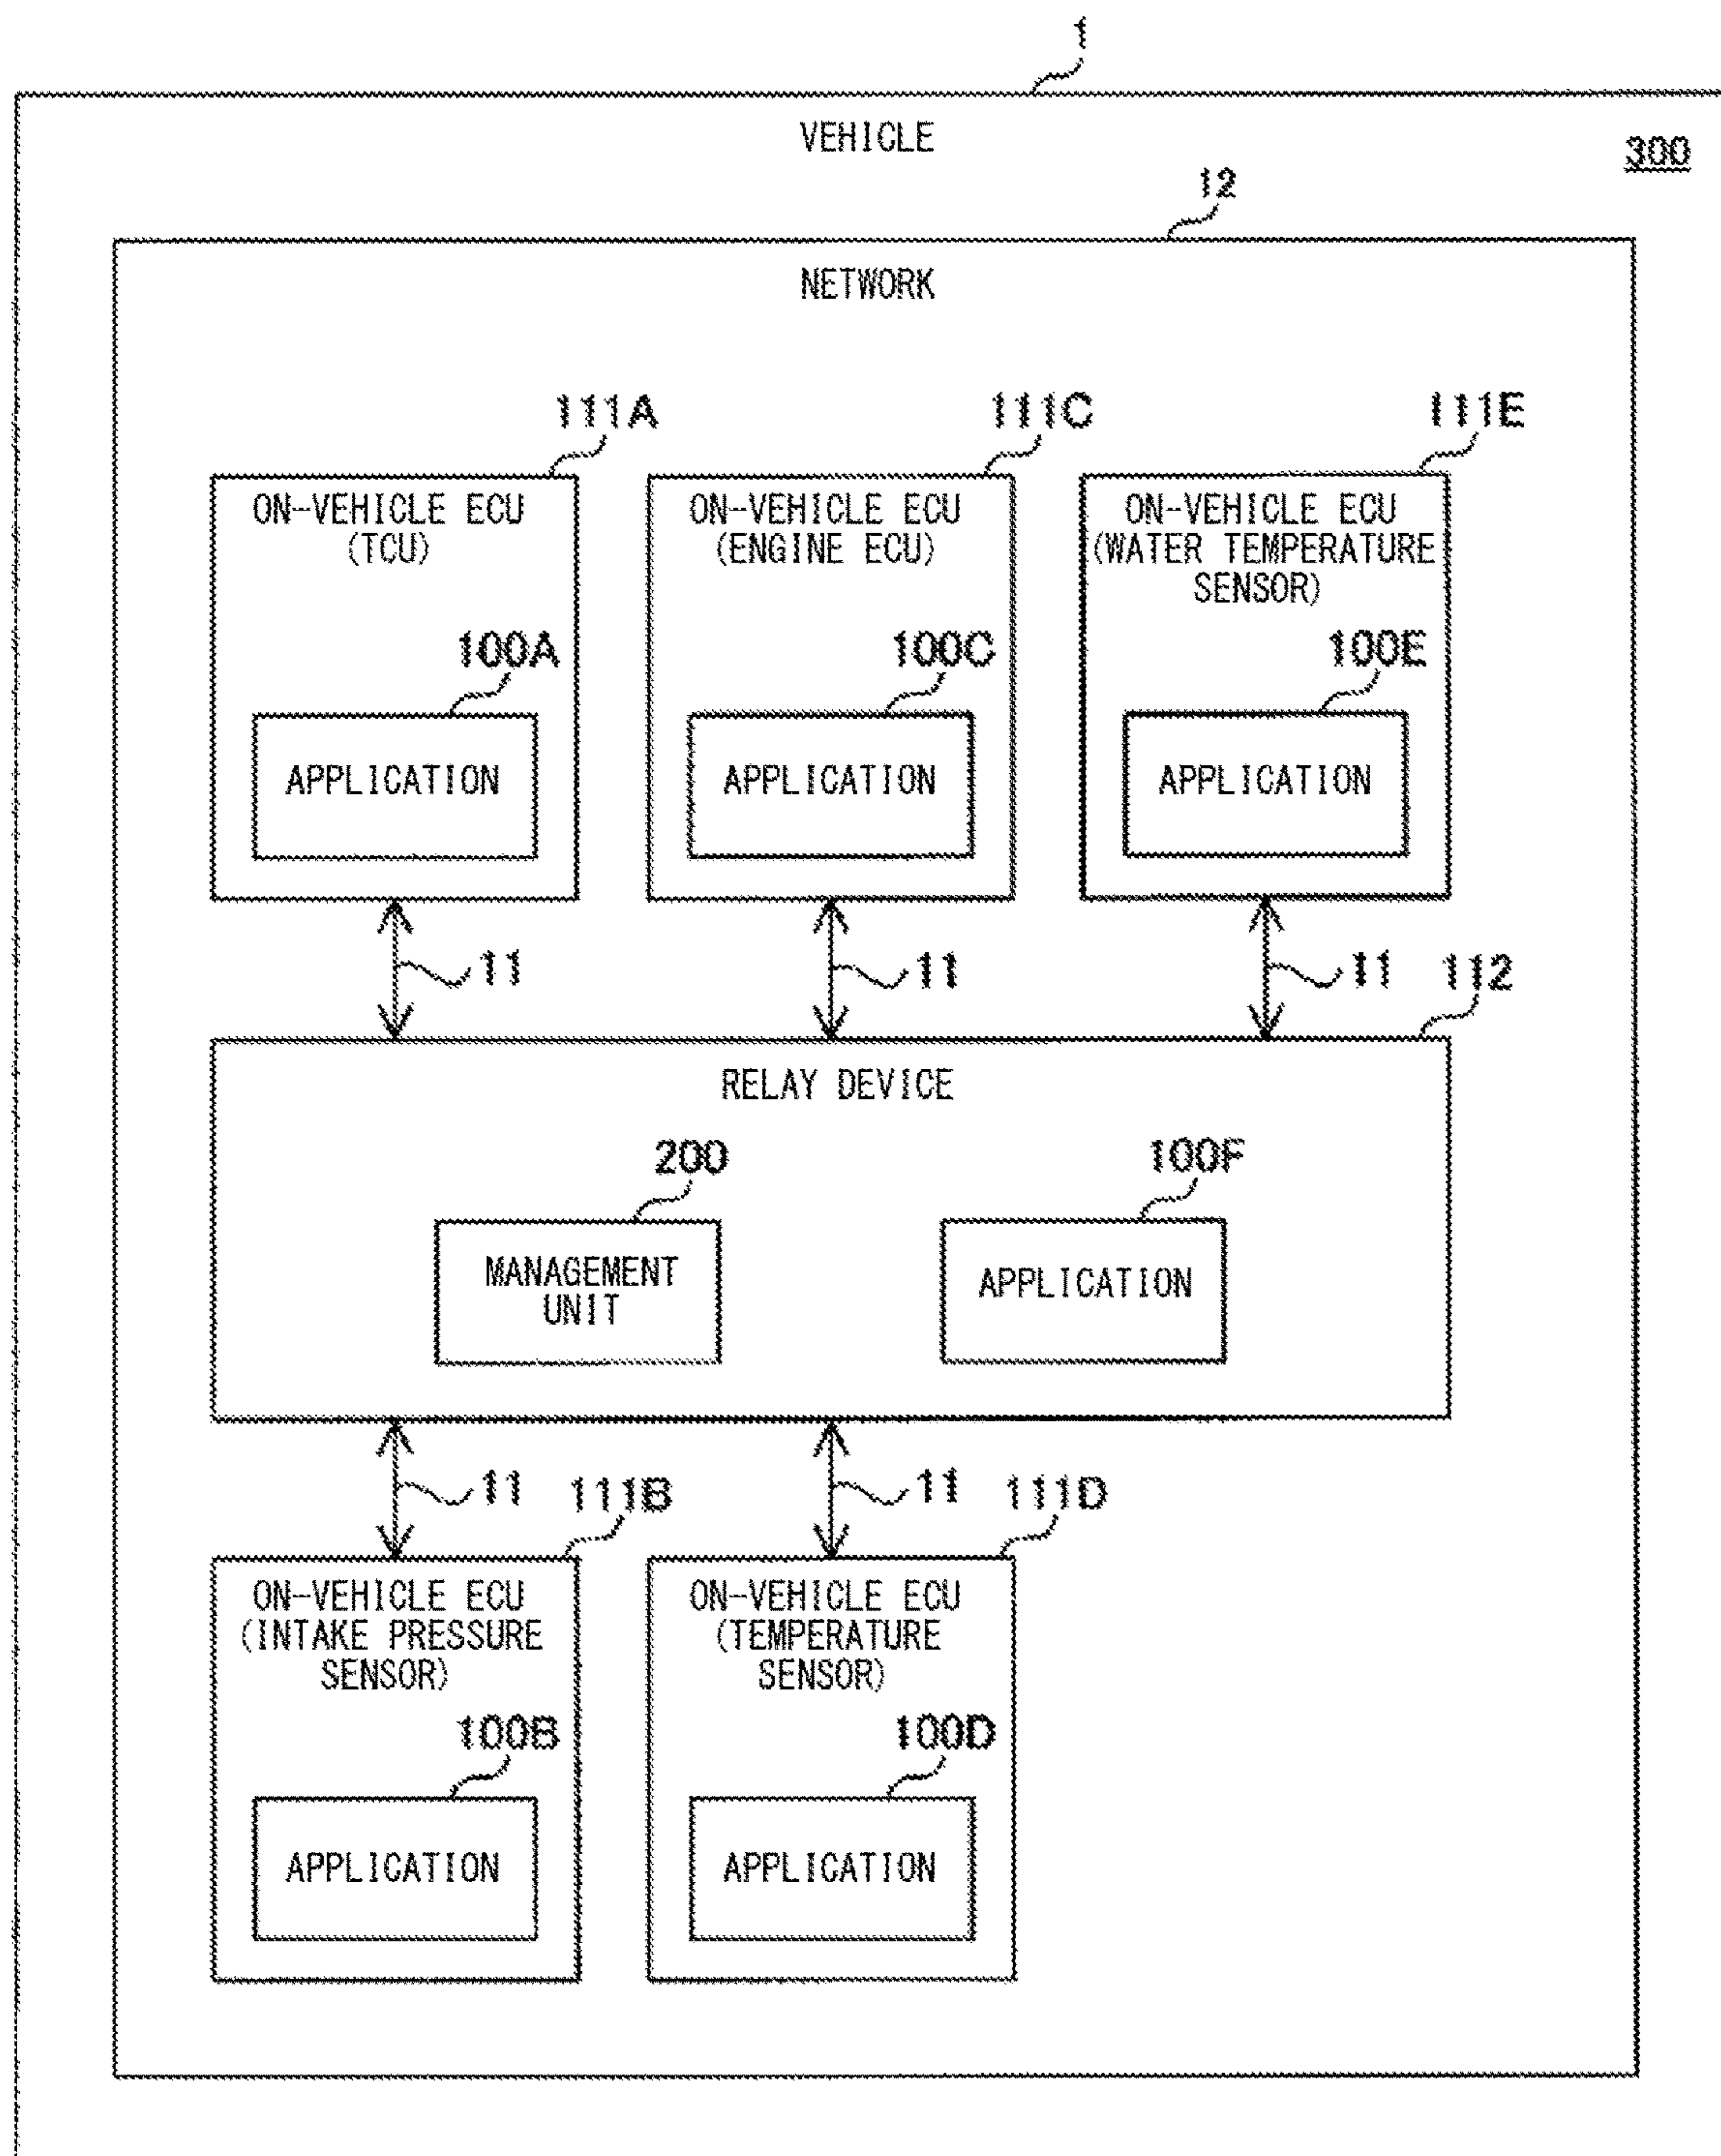 1
VEHICLE
300
12
NETWORK
111A
111C
111E
ON-VEHICLE ECU
(TCU)
ON-VEHICLE ECU
(ENGINE ECU)
ON-VEHICLE ECU
(WATER TEMPERATURE
SENSOR)
100A
100C
100E
APPLICATION
APPLICATION
APPLICATION
11
11
11
112
RELAY DEVICE
200
100F
MANAGEMENT
UNIT
APPLICATION
11
111B
11
111D
ON-VEHICLE ECU
(INTAKE PRESSURE
SENSOR)
ON-VEHICLE ECU
(TEMPERATURE
SENSOR)
100B
100D
APPLICATION
APPLICATION